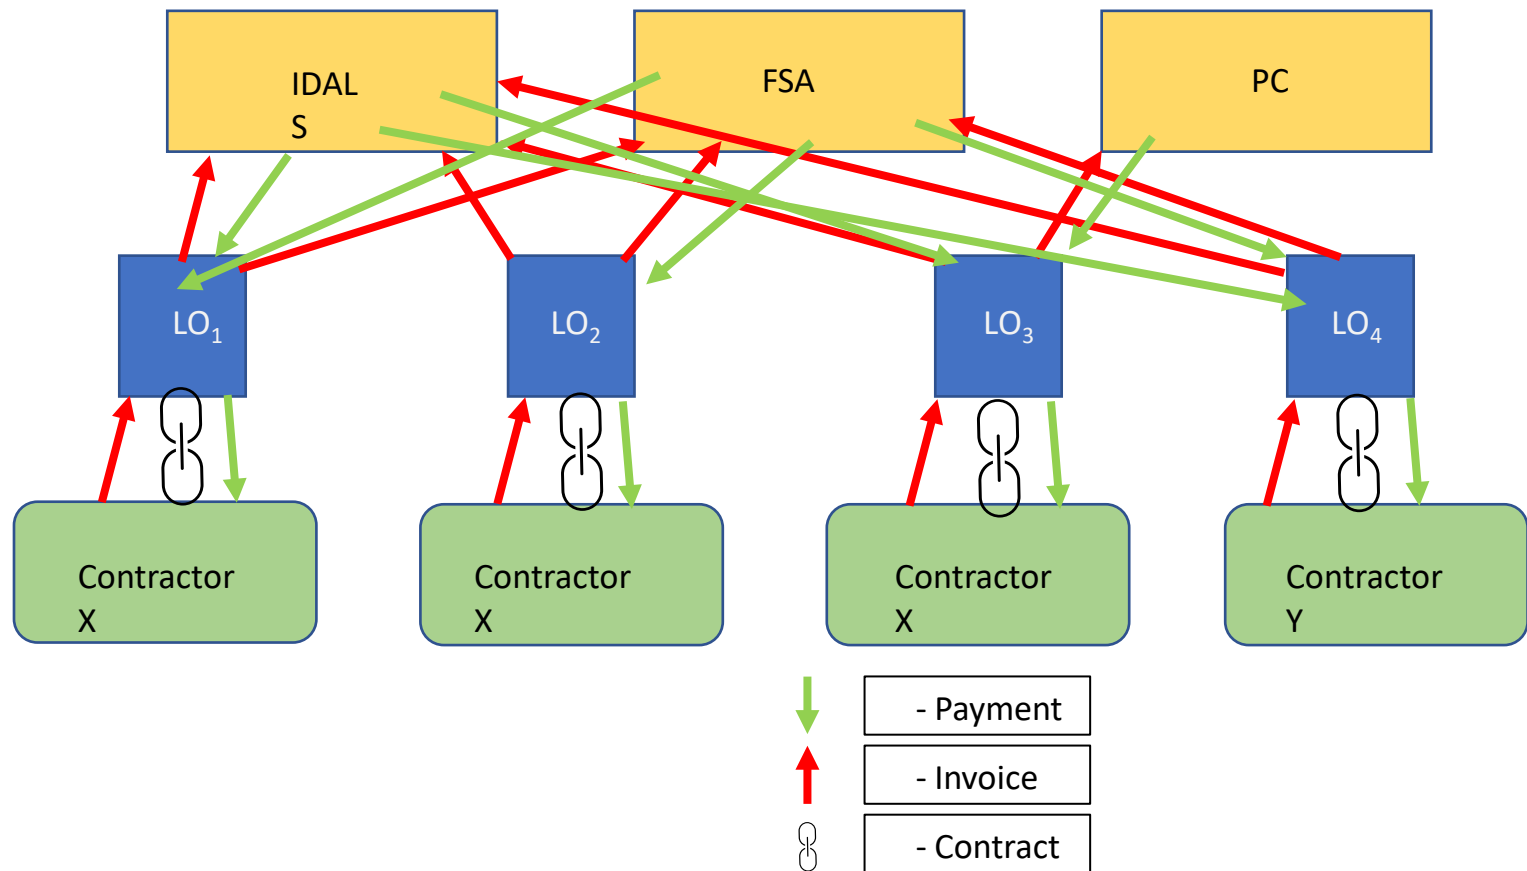 IDAL
S
FSA
PC
LO1
LO2
LO3
LO4
Contractor
X
Contractor
X
Contractor
X
Contractor
Y
- Payment
- Invoice
- Contract